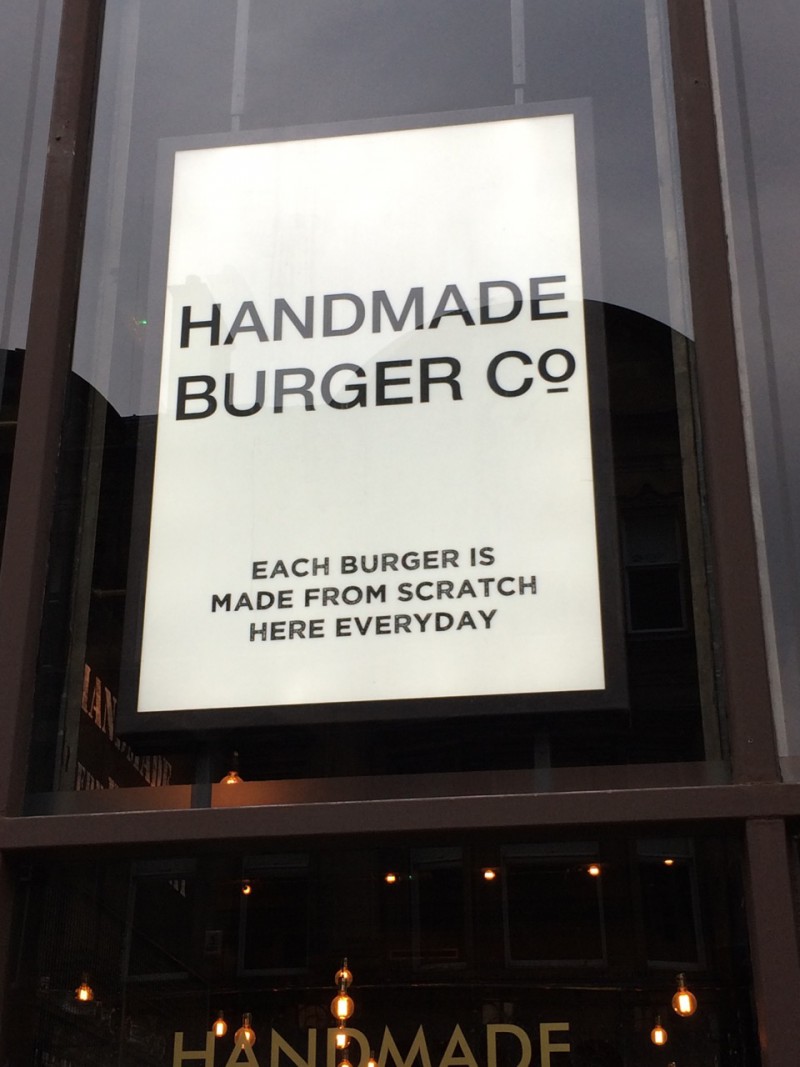 HANDMADE
BURGER Cº
EACH BURGER IS
MADE FROM SCRATCH
HERE EVERYDAY
HANDMADE